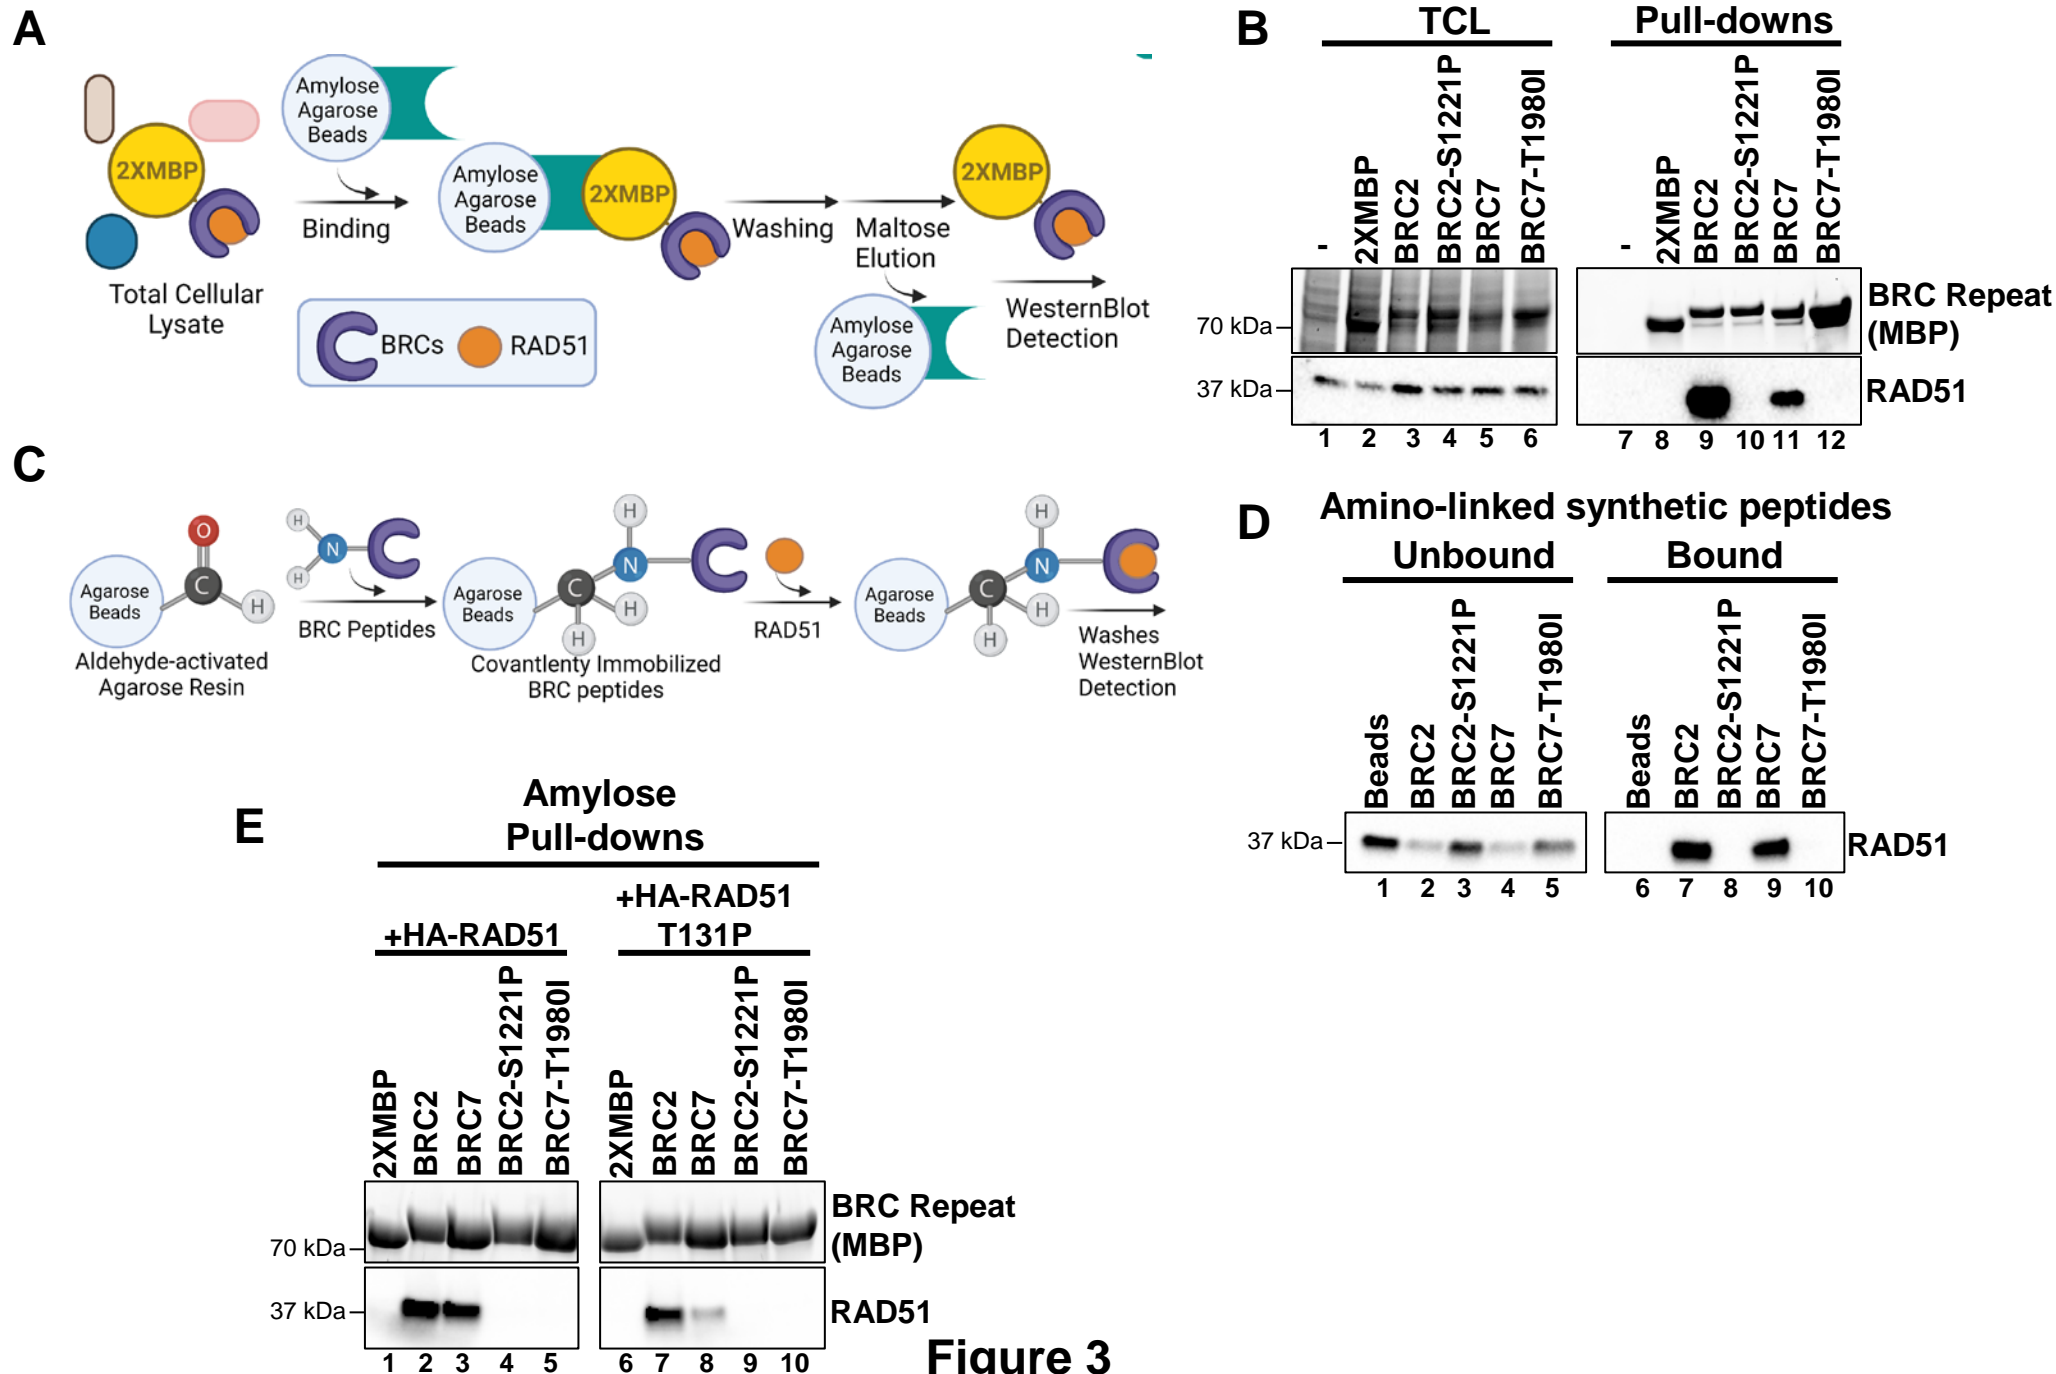 A
Amylose
Agarose
Beads
2XMBP
Total Cellular
Lysate
Binding
Amylose
Agarose
Beads
2XMBP
Washing
Maltose
Elution
2XMBP
Amylose
Agarose
Beads
WesternBlot
Detection
BRCs
RAD51
B
TCL
Pull-downs
-
2XMBP
BRC2
BRC2-S1221P
BRC7
BRC7-T1980I
-
2XMBP
BRC2
BRC2-S1221P
BRC7
BRC7-T1980I
70 kDa
BRC Repeat
(MBP)
37 kDa
RAD51
1 2 3 4 5 6
7 8 9 10 11 12
C
Agarose
Beads
O
C
H
Aldehyde-activated
Agarose Resin
H
N
H
BRC Peptides
Agarose
Beads
H
N
C
H
H
Covantlenty Immobilized
BRC peptides
RAD51
Agarose
Beads
H
N
C
H
H
Washes
WesternBlot
Detection
D
Amino-linked synthetic peptides
Unbound
Bound
Beads
BRC2
BRC2-S1221P
BRC7
BRC7-T1980I
Beads
BRC2
BRC2-S1221P
BRC7
BRC7-T1980I
37 kDa
RAD51
1 2 3 4 5
6 7 8 9 10
E
Amylose
Pull-downs
+HA-RAD51
+HA-RAD51
T131P
2XMBP
BRC2
BRC7
BRC2-S1221P
BRC7-T1980I
2XMBP
BRC2
BRC7
BRC2-S1221P
BRC7-T1980I
70 kDa
BRC Repeat
(MBP)
37 kDa
RAD51
1 2 3 4 5
6 7 8 9 10
Figure 3